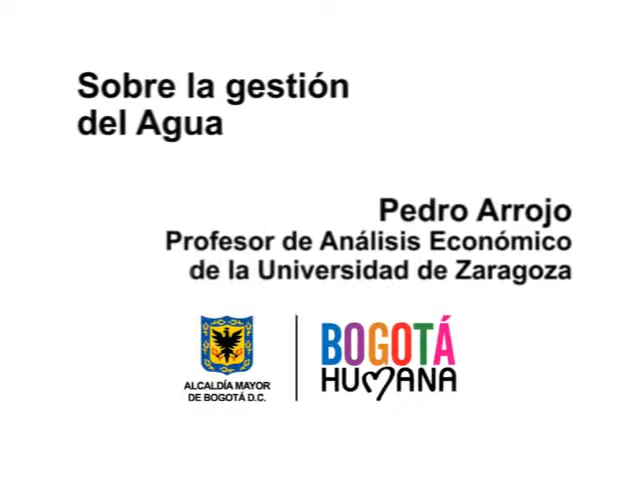 Sobre la gestión
del Agua
Pedro Arrojo
Profesor de Análisis Económico
de la Universidad de Zaragoza
ALCALDÍA MAYOR
DE BOGOTÁ D.C.
BOGOTÁ
HUMANA